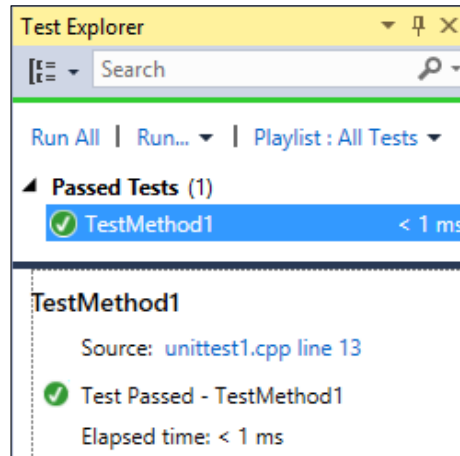 Test Explorer
Search
Run All | Run... | Playlist : All Tests
Passed Tests (1)
TestMethod1 < 1 ms
TestMethod1
Source: unittest1.cpp line 13
Test Passed - TestMethod1
Elapsed time: < 1 ms